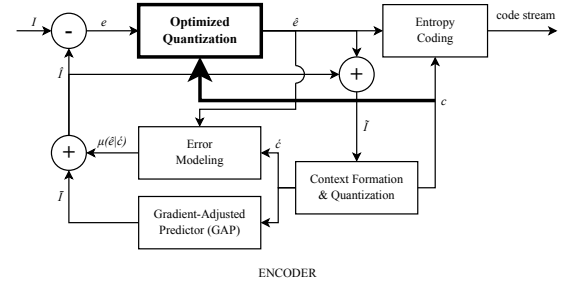 I
-
e
Optimized
Quantization
ê
Entropy
Coding
code stream
Î
+
c
Ĩ
+
μ(ê|ć)
Error
Modeling
ć
Context Formation
& Quantization
Ī
Gradient-Adjusted
Predictor (GAP)
ENCODER